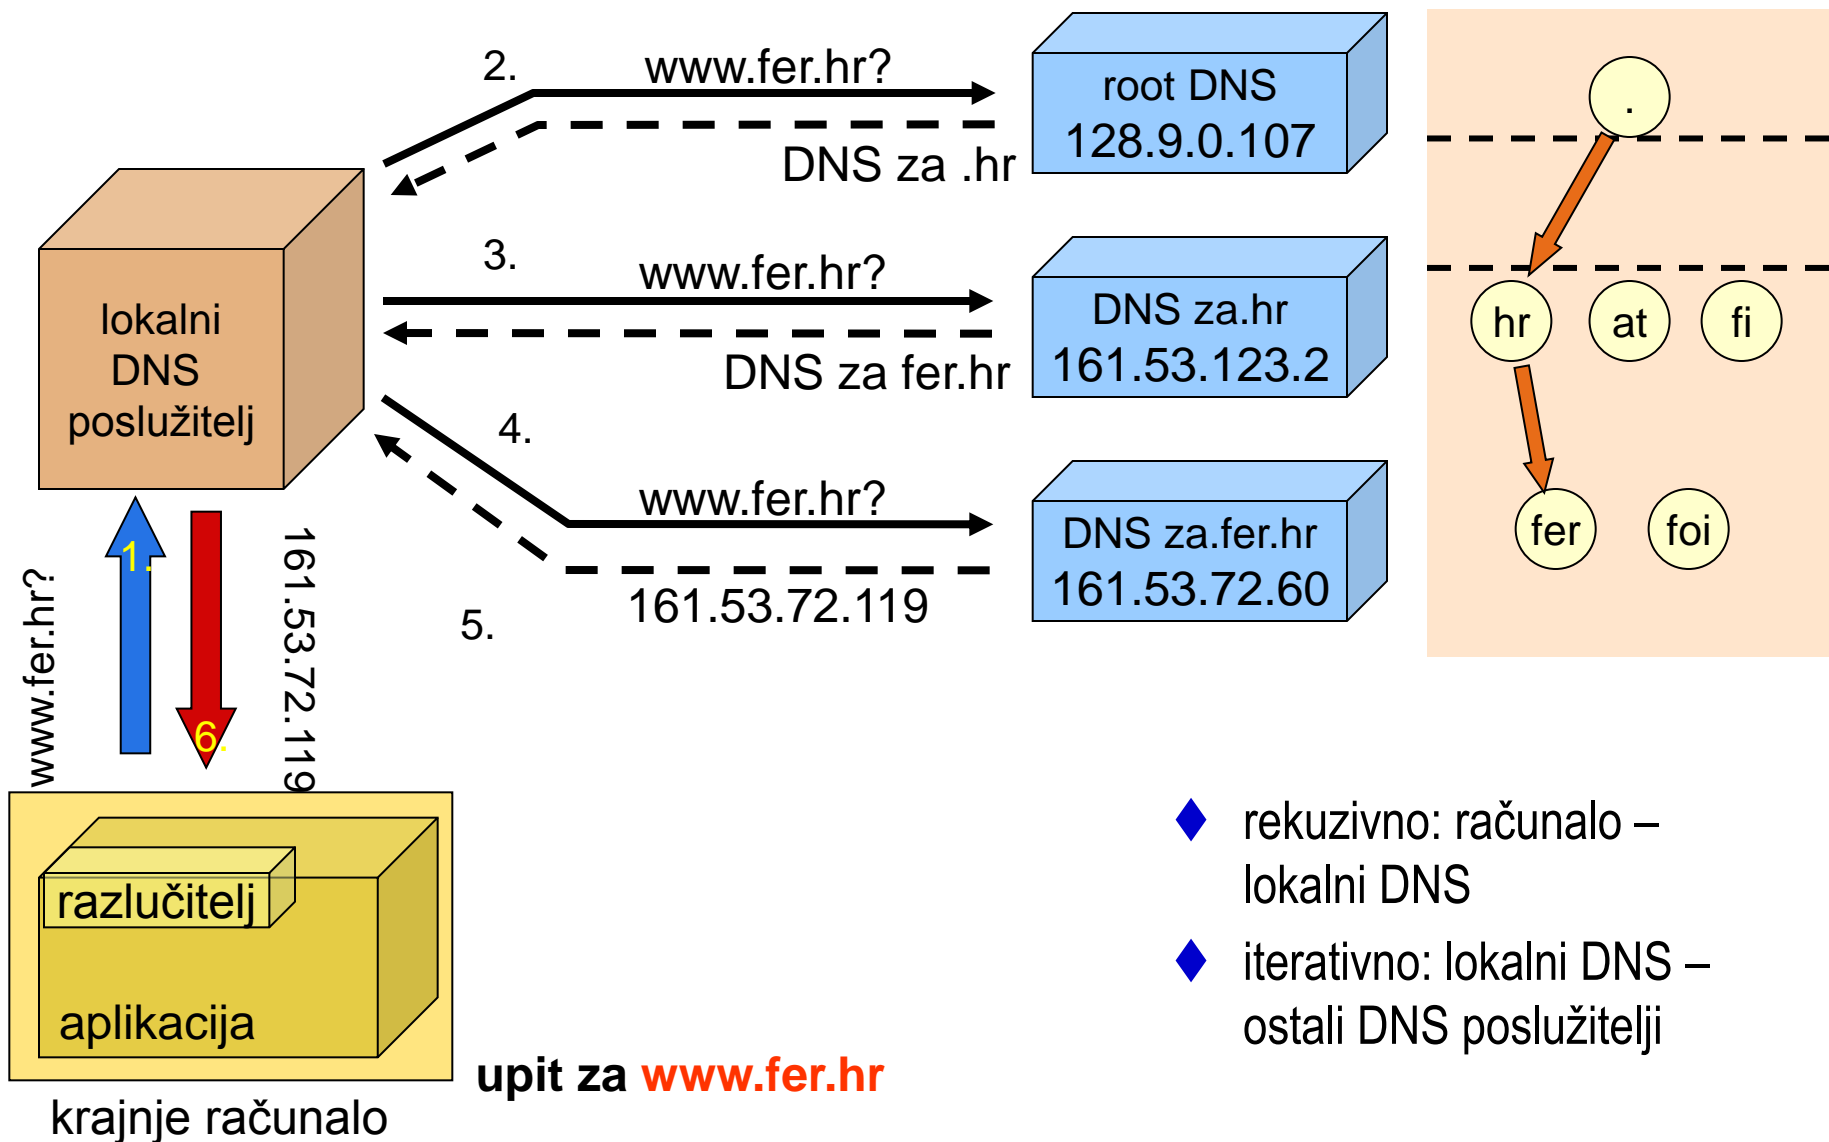 2.
www.fer.hr?
root DNS
128.9.0.107
DNS za .hr
.
3.
www.fer.hr?
DNS za.hr
161.53.123.2
DNS za fer.hr
hr
at
fi
lokalni
DNS
poslužitelj
4.
www.fer.hr?
DNS za.fer.hr
161.53.72.60
161.53.72.119
5.
fer
foi
www.fer.hr?
1.
6.
161.53.72.119
razlučitelj
aplikacija
krajnje računalo
upit za www.fer.hr
rekuzivno: računalo –
lokalni DNS
iterativno: lokalni DNS –
ostali DNS poslužitelji